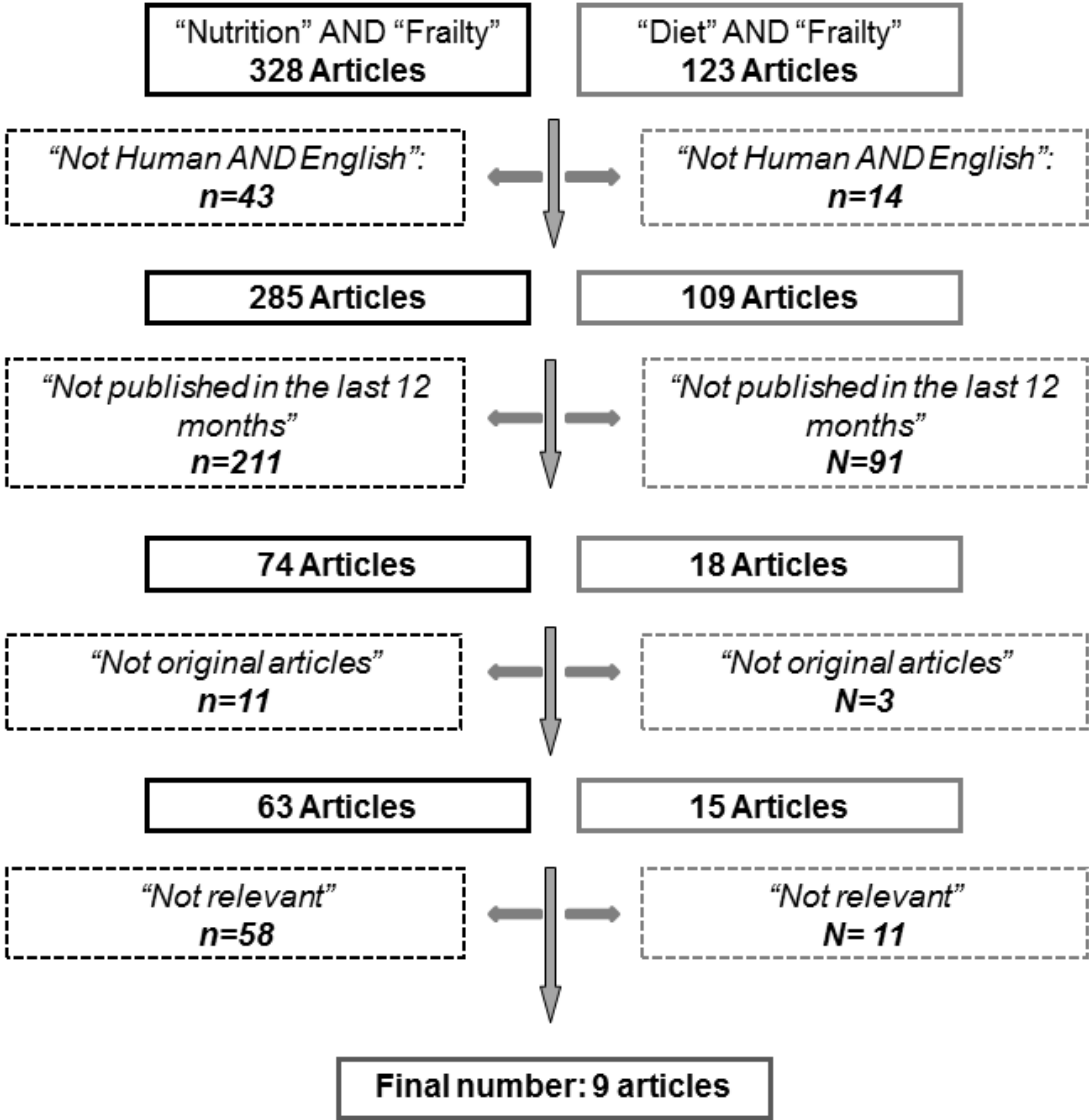 “Nutrition” AND “Frailty”
328 Articles
“Diet” AND “Frailty”
123 Articles
“Not Human AND English”:
n=43
“Not Human AND English”:
n=14
285 Articles
109 Articles
“Not published in the last 12
months”
n=211
“Not published in the last 12
months”
N=91
74 Articles
18 Articles
“Not original articles”
n=11
“Not original articles”
N=3
63 Articles
15 Articles
“Not relevant”
n=58
“Not relevant”
N= 11
Final number: 9 articles